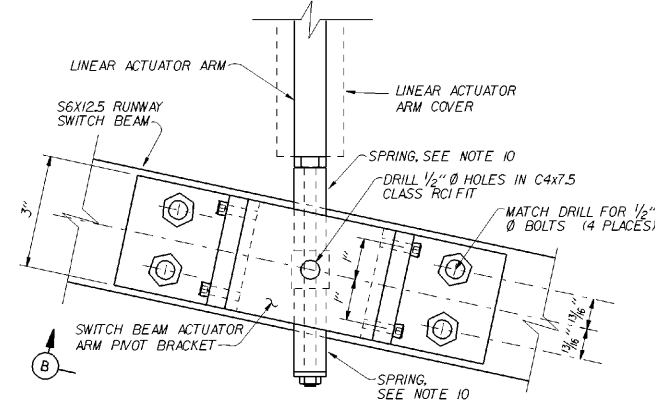 LINEAR ACTUATOR ARM
LINEAR ACTUATOR
ARM COVER
S6X12.5 RUNWAY
SWITCH BEAM
SPRING, SEE NOTE 10
DRILL 1/2" Ø HOLES IN C4x7.5
CLASS RC1 FIT
MATCH DRILL FOR 1/2"
Ø BOLTS (4 PLACES)
3"
1"
1"
13/16"
13/16"
SWITCH BEAM ACTUATOR
ARM PIVOT BRACKET
B
SPRING,
SEE NOTE 10